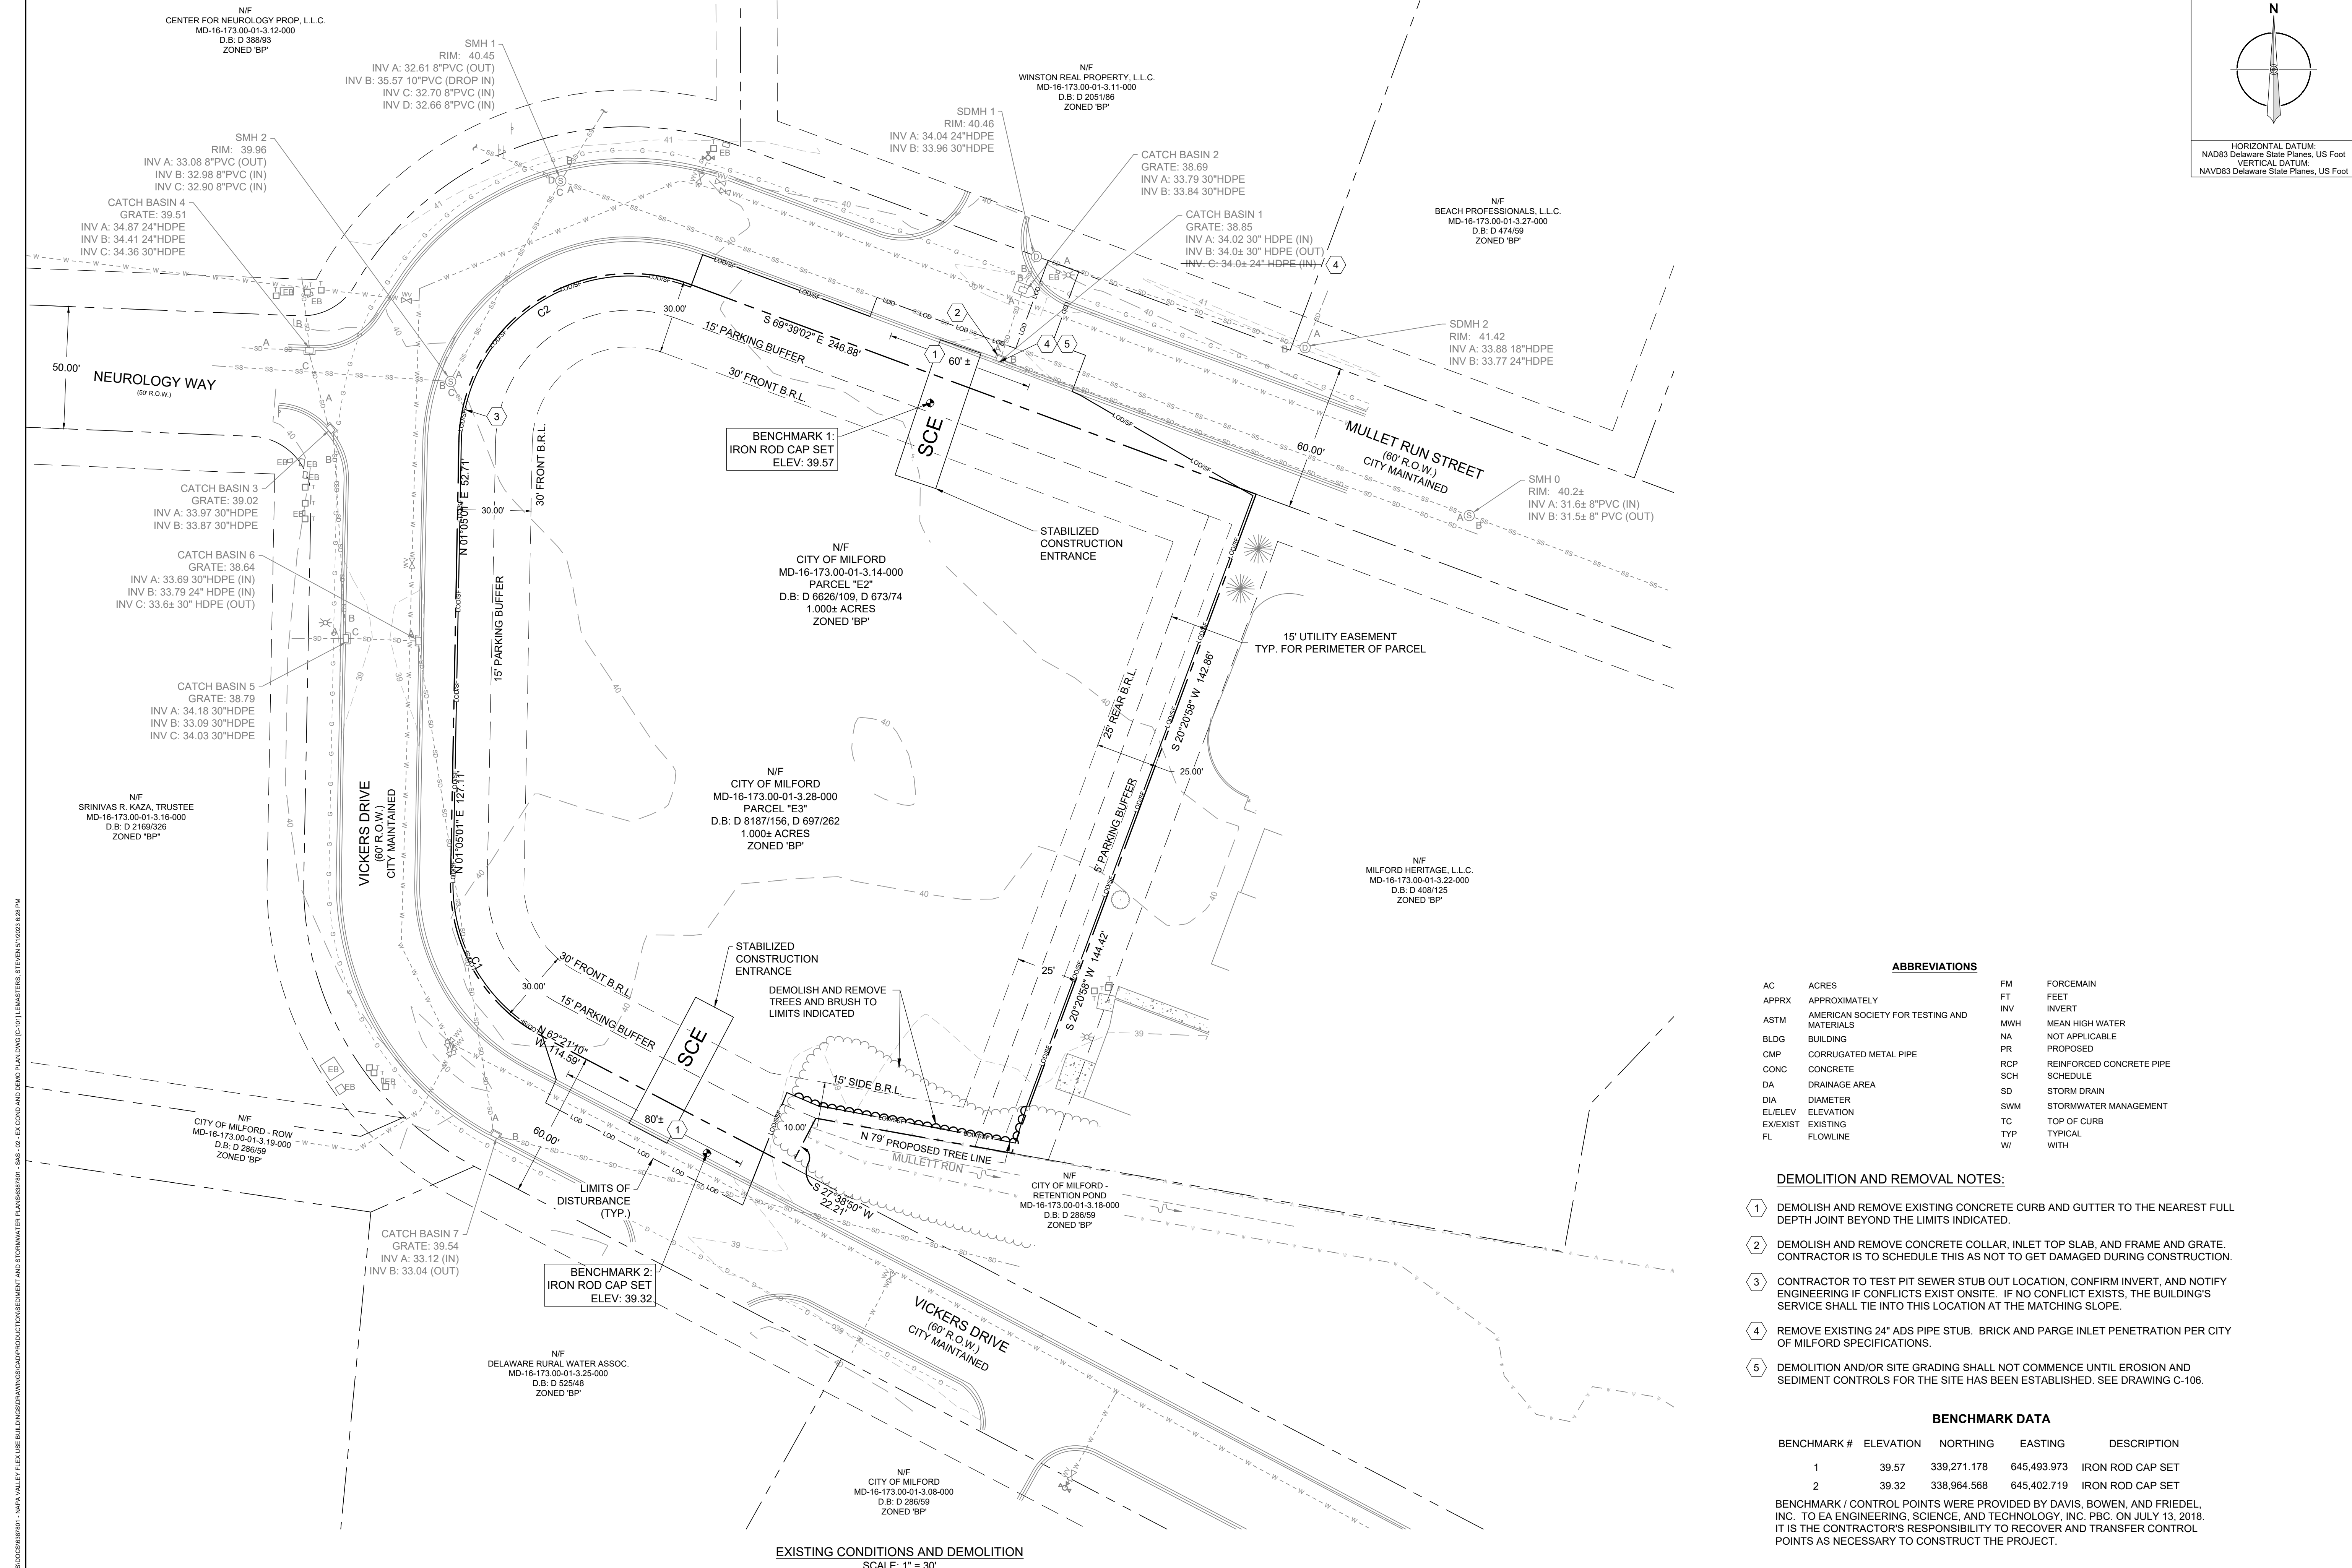 N/F
CENTER FOR NEUROLOGY PROP, L.L.C.
MD-16-173.00-01-3.12-000
D.B: D 388/93
ZONED 'BP'
SMH 1
RIM: 40.45
INV A: 32.61 8"PVC (OUT)
INV B: 35.57 10"PVC (DROP IN)
INV C: 32.70 8"PVC (IN)
INV D: 32.66 8"PVC (IN)
SMH 2
RIM: 39.96
INV A: 33.08 8"PVC (OUT)
INV B: 32.98 8"PVC (IN)
INV C: 32.90 8"PVC (IN)
CATCH BASIN 4
GRATE: 39.51
INV A: 34.87 24"HDPE
INV B: 34.41 24"HDPE
INV C: 34.36 30"HDPE
N/F
WINSTON REAL PROPERTY, L.L.C.
MD-16-173.00-01-3.11-000
D.B: D 2051/86
ZONED 'BP'
SDMH 1
RIM: 40.46
INV A: 34.04 24"HDPE
INV B: 33.96 30"HDPE
CATCH BASIN 2
GRATE: 38.69
INV A: 33.79 30"HDPE
INV B: 33.84 30"HDPE
CATCH BASIN 1
GRATE: 38.85
INV A: 34.02 30" HDPE (IN)
INV B: 34.0± 30" HDPE (OUT)
INV. C: 34.0± 24" HDPE (IN)
4
N/F
BEACH PROFESSIONALS, L.L.C.
MD-16-173.00-01-3.27-000
D.B: D 474/59
ZONED 'BP'
SDMH 2
RIM: 41.42
INV A: 33.88 18"HDPE
INV B: 33.77 24"HDPE
N
HORIZONTAL DATUM:
NAD83 Delaware State Planes, US Foot
VERTICAL DATUM:
NAVD83 Delaware State Planes, US Foot
50.00'
NEUROLOGY WAY
(50' R.O.W.)
C2
30.00'
S 69°39'02" E 246.88'
15' PARKING BUFFER
30' FRONT B.R.L.
2
1
60' ±
4
5
3
SCE
BENCHMARK 1:
IRON ROD CAP SET
ELEV: 39.57
60.00'
MULLET RUN STREET
(60' R.O.W.)
CITY MAINTAINED
SMH 0
RIM: 40.2±
INV A: 31.6± 8"PVC (IN)
INV B: 31.5± 8" PVC (OUT)
CATCH BASIN 3
GRATE: 39.02
INV A: 33.97 30"HDPE
INV B: 33.87 30"HDPE
CATCH BASIN 6
GRATE: 38.64
INV A: 33.69 30"HDPE (IN)
INV B: 33.79 24" HDPE (IN)
INV C: 33.6± 30" HDPE (OUT)
CATCH BASIN 5
GRATE: 38.79
INV A: 34.18 30"HDPE
INV B: 33.09 30"HDPE
INV C: 34.03 30"HDPE
N 01°05'01" E 52.71'
30.00'
30' FRONT B.R.L.
15' PARKING BUFFER
N/F
CITY OF MILFORD
MD-16-173.00-01-3.14-000
PARCEL "E2"
D.B: D 6626/109, D 673/74
1.000± ACRES
ZONED 'BP'
STABILIZED
CONSTRUCTION
ENTRANCE
15' UTILITY EASEMENT
TYP. FOR PERIMETER OF PARCEL
25' REAR B.R.L.
S 20°20'58" W 142.86'
25.00'
5' PARKING BUFFER
N/F
CITY OF MILFORD
MD-16-173.00-01-3.28-000
PARCEL "E3"
D.B: D 8187/156, D 697/262
1.000± ACRES
ZONED 'BP'
N/F
SRINIVAS R. KAZA, TRUSTEE
MD-16-173.00-01-3.16-000
D.B: D 2169/326
ZONED "BP"
VICKERS DRIVE
(60' R.O.W.)
CITY MAINTAINED
N 01°05'01" E 127.11'
N/F
MILFORD HERITAGE, L.L.C.
MD-16-173.00-01-3.22-000
D.B: D 408/125
ZONED 'BP'
C1
30.00'
30' FRONT B.R.L.
15' PARKING BUFFER
N 62°21'10"
W 114.59'
STABILIZED
CONSTRUCTION
ENTRANCE
SCE
DEMOLISH AND REMOVE
TREES AND BRUSH TO
LIMITS INDICATED
25'
S 20°20'58" W 144.42'
15' SIDE B.R.L.
10.00'
N 79' PROPOSED TREE LINE
MULLETT RUN
80'±
1
60.00'
LIMITS OF
DISTURBANCE
(TYP.)
S 27°38'50" W
22.21'
N/F
CITY OF MILFORD -
RETENTION POND
MD-16-173.00-01-3.18-000
D.B: D 286/59
ZONED 'BP'
N/F
CITY OF MILFORD - ROW
MD-16-173.00-01-3.19-000
D.B: D 286/59
ZONED 'BP'
CATCH BASIN 7
GRATE: 39.54
INV A: 33.12 (IN)
INV B: 33.04 (OUT)
BENCHMARK 2:
IRON ROD CAP SET
ELEV: 39.32
VICKERS DRIVE
(60' R.O.W.)
CITY MAINTAINED
N/F
DELAWARE RURAL WATER ASSOC.
MD-16-173.00-01-3.25-000
D.B: D 525/48
ZONED 'BP'
N/F
CITY OF MILFORD
MD-16-173.00-01-3.08-000
D.B: D 286/59
ZONED 'BP'
EXISTING CONDITIONS AND DEMOLITION
SCALE: 1" = 30'
ABBREVIATIONS
AC ACRES
APPRX APPROXIMATELY
ASTM AMERICAN SOCIETY FOR TESTING AND
MATERIALS
BLDG BUILDING
CMP CORRUGATED METAL PIPE
CONC CONCRETE
DA DRAINAGE AREA
DIA DIAMETER
EL/ELEV ELEVATION
EX/EXIST EXISTING
FL FLOWLINE
FM FORCEMAIN
FT FEET
INV INVERT
MWH MEAN HIGH WATER
NA NOT APPLICABLE
PR PROPOSED
RCP REINFORCED CONCRETE PIPE
SCH SCHEDULE
SD STORM DRAIN
SWM STORMWATER MANAGEMENT
TC TOP OF CURB
TYP TYPICAL
W/ WITH
DEMOLITION AND REMOVAL NOTES:
1 DEMOLISH AND REMOVE EXISTING CONCRETE CURB AND GUTTER TO THE NEAREST FULL
DEPTH JOINT BEYOND THE LIMITS INDICATED.
2 DEMOLISH AND REMOVE CONCRETE COLLAR, INLET TOP SLAB, AND FRAME AND GRATE.
CONTRACTOR IS TO SCHEDULE THIS AS NOT TO GET DAMAGED DURING CONSTRUCTION.
3 CONTRACTOR TO TEST PIT SEWER STUB OUT LOCATION, CONFIRM INVERT, AND NOTIFY
ENGINEERING IF CONFLICTS EXIST ONSITE. IF NO CONFLICT EXISTS, THE BUILDING'S
SERVICE SHALL TIE INTO THIS LOCATION AT THE MATCHING SLOPE.
4 REMOVE EXISTING 24" ADS PIPE STUB. BRICK AND PARGE INLET PENETRATION PER CITY
OF MILFORD SPECIFICATIONS.
5 DEMOLITION AND/OR SITE GRADING SHALL NOT COMMENCE UNTIL EROSION AND
SEDIMENT CONTROLS FOR THE SITE HAS BEEN ESTABLISHED. SEE DRAWING C-106.
BENCHMARK DATA
BENCHMARK # ELEVATION NORTHING EASTING DESCRIPTION
1 39.57 339,271.178 645,493.973 IRON ROD CAP SET
2 39.32 338,964.568 645,402.719 IRON ROD CAP SET
BENCHMARK / CONTROL POINTS WERE PROVIDED BY DAVIS, BOWEN, AND FRIEDEL,
INC. TO EA ENGINEERING, SCIENCE, AND TECHNOLOGY, INC. PBC. ON JULY 13, 2018.
IT IS THE CONTRACTOR'S RESPONSIBILITY TO RECOVER AND TRANSFER CONTROL
POINTS AS NECESSARY TO CONSTRUCT THE PROJECT.